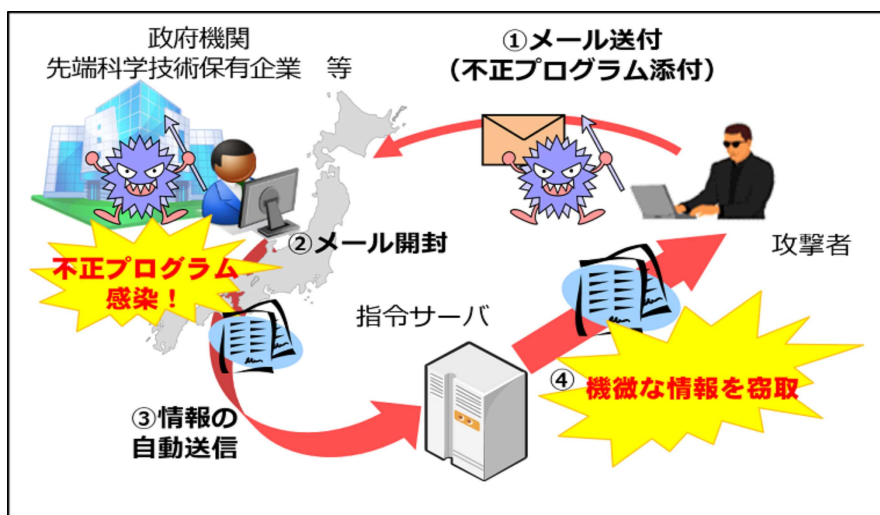 政府機関
先端科学技術保有企業　等
①メール送付
（不正プログラム添付）
攻撃者
②メール開封
不正プログラム
感染！
指令サーバ
③情報の
自動送信
④
機微な情報を窃取